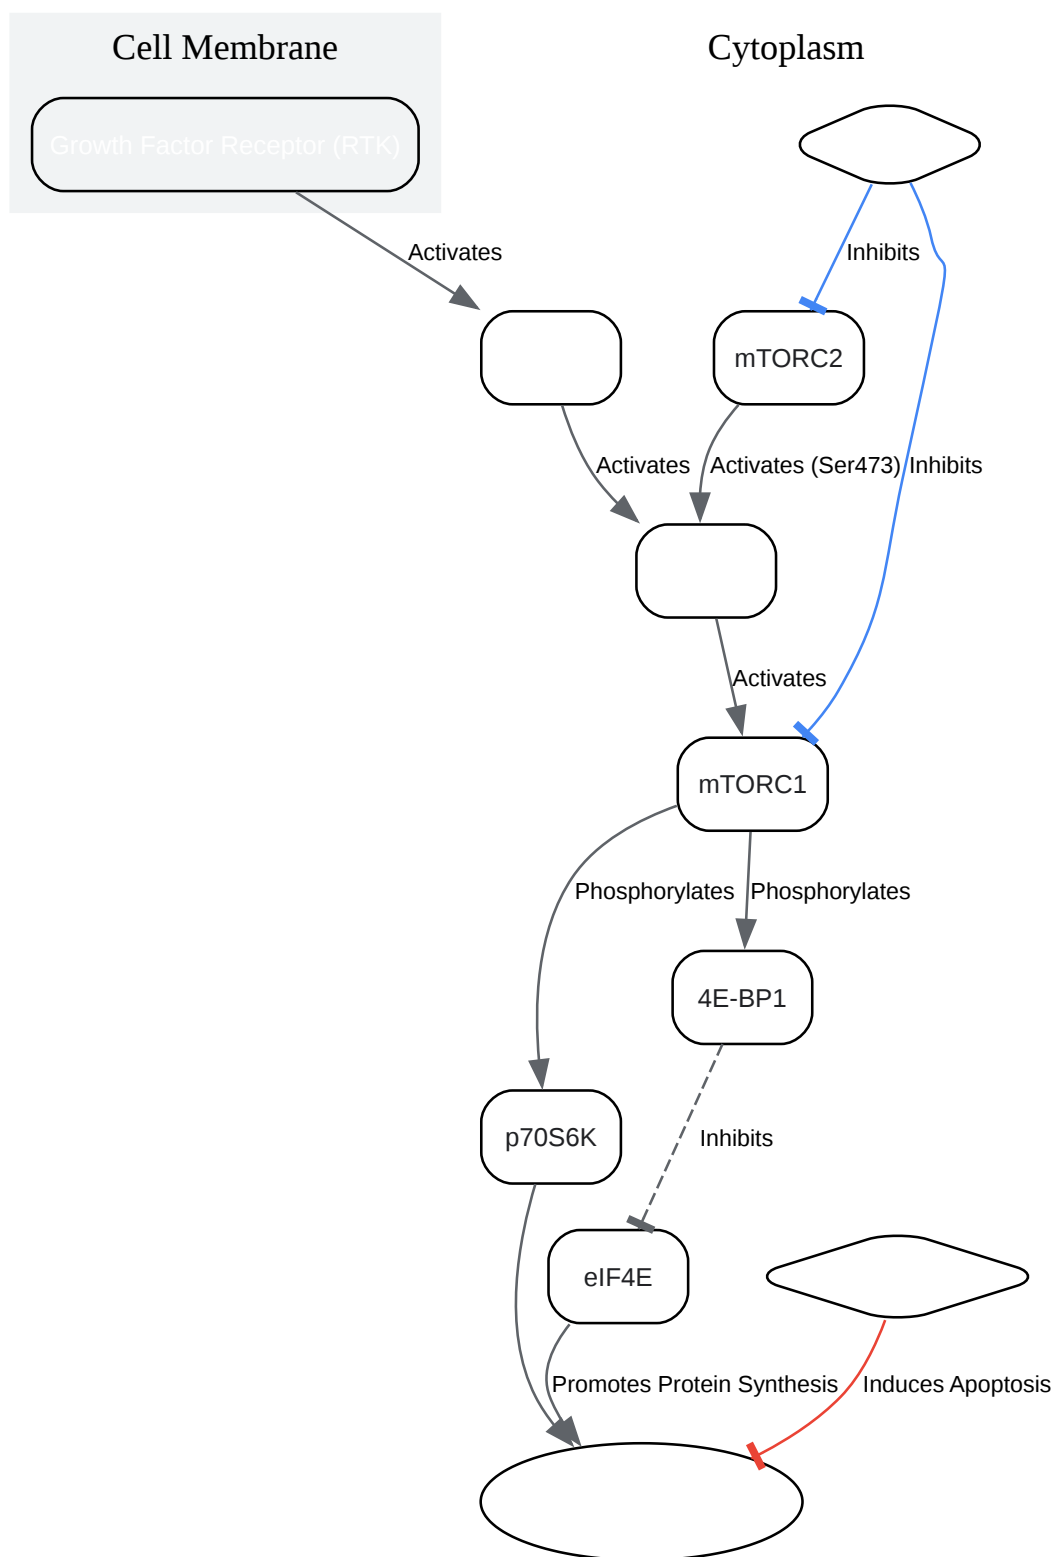 Cell Membrane
Cytoplasm
Growth Factor Receptor (RTK)
Activates
Inhibits
mTORC2
Activates
Activates (Ser473)
Inhibits
Activates
mTORC1
Phosphorylates
Phosphorylates
4E-BP1
p70S6K
Inhibits
eIF4E
Promotes Protein Synthesis
Induces Apoptosis